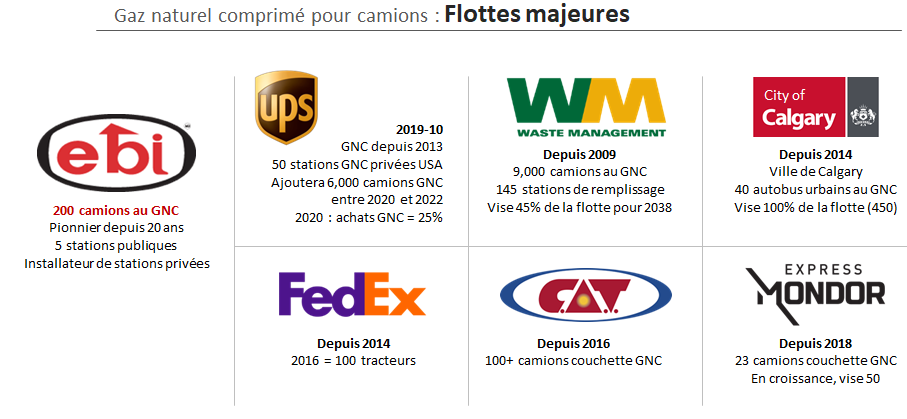 Gaz naturel comprimé pour camions : Flottes majeures
ebi
200 camions au GNC
Pionnier depuis 20 ans
5 stations publiques
Installateur de stations privées
ups
2019-10
GNC depuis 2013
50 stations GNC privées USA
Ajoutera 6,000 camions GNC
entre 2020 et 2022
2020 : achats GNC = 25%
WM
WASTE MANAGEMENT
Depuis 2009
9,000 camions au GNC
145 stations de remplissage
Vise 45% de la flotte pour 2038
City of
Calgary
Depuis 2014
Ville de Calgary
40 autobus urbains au GNC
Vise 100% de la flotte (450)
FedEx
Depuis 2014
2016 = 100 tracteurs
G.A.T.
Depuis 2016
100+ camions couchette GNC
EXPRESS
MONDOR
Depuis 2018
23 camions couchette GNC
En croissance, vise 50